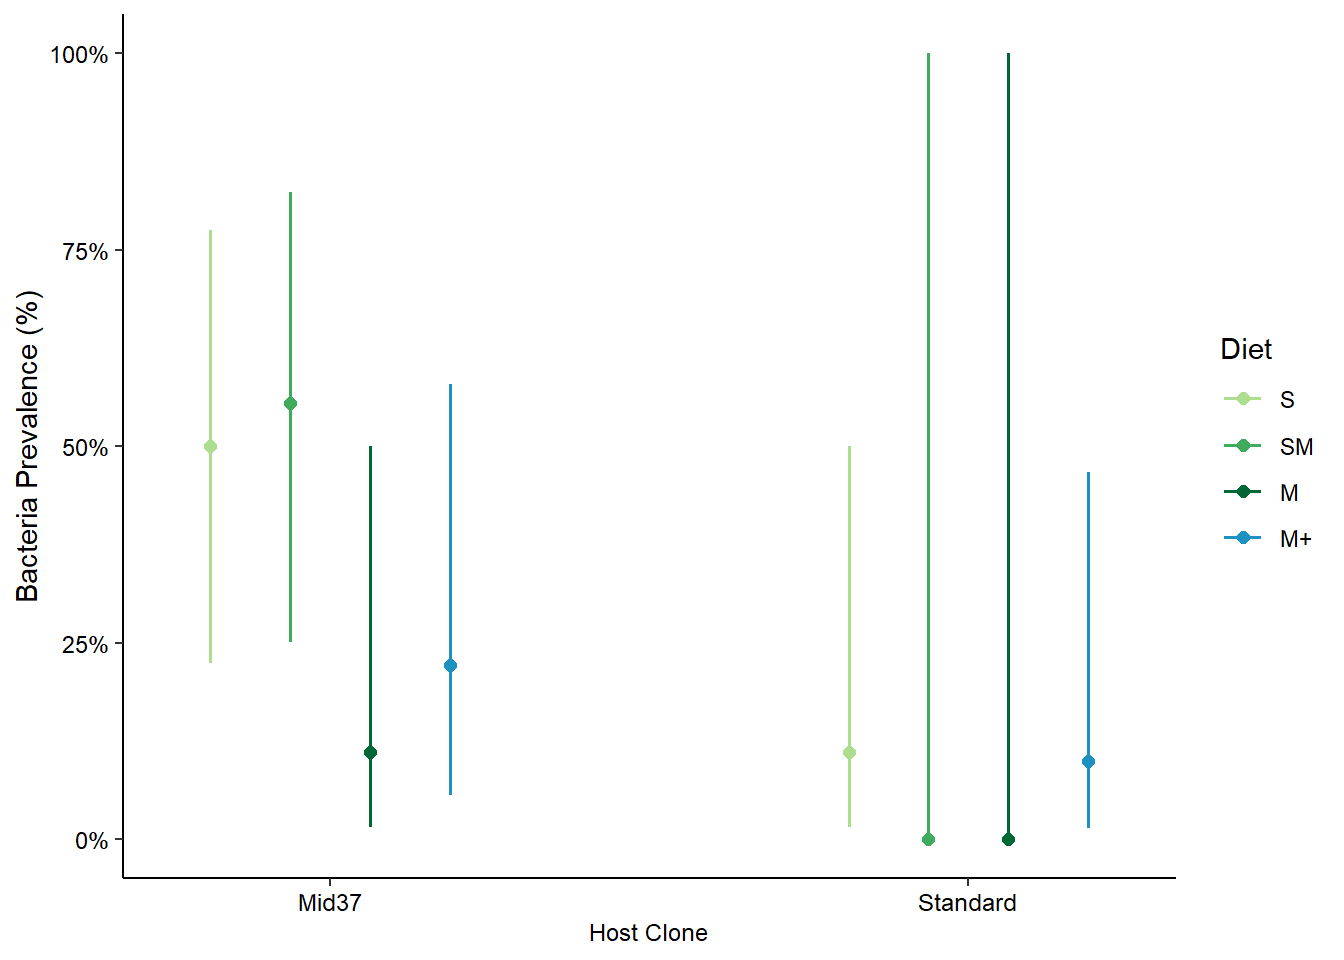 100%
75%
50%
25%
0%
Bacteria Prevalence (%)
Mid37
Standard
Host Clone
Diet
S
SM
M
M+